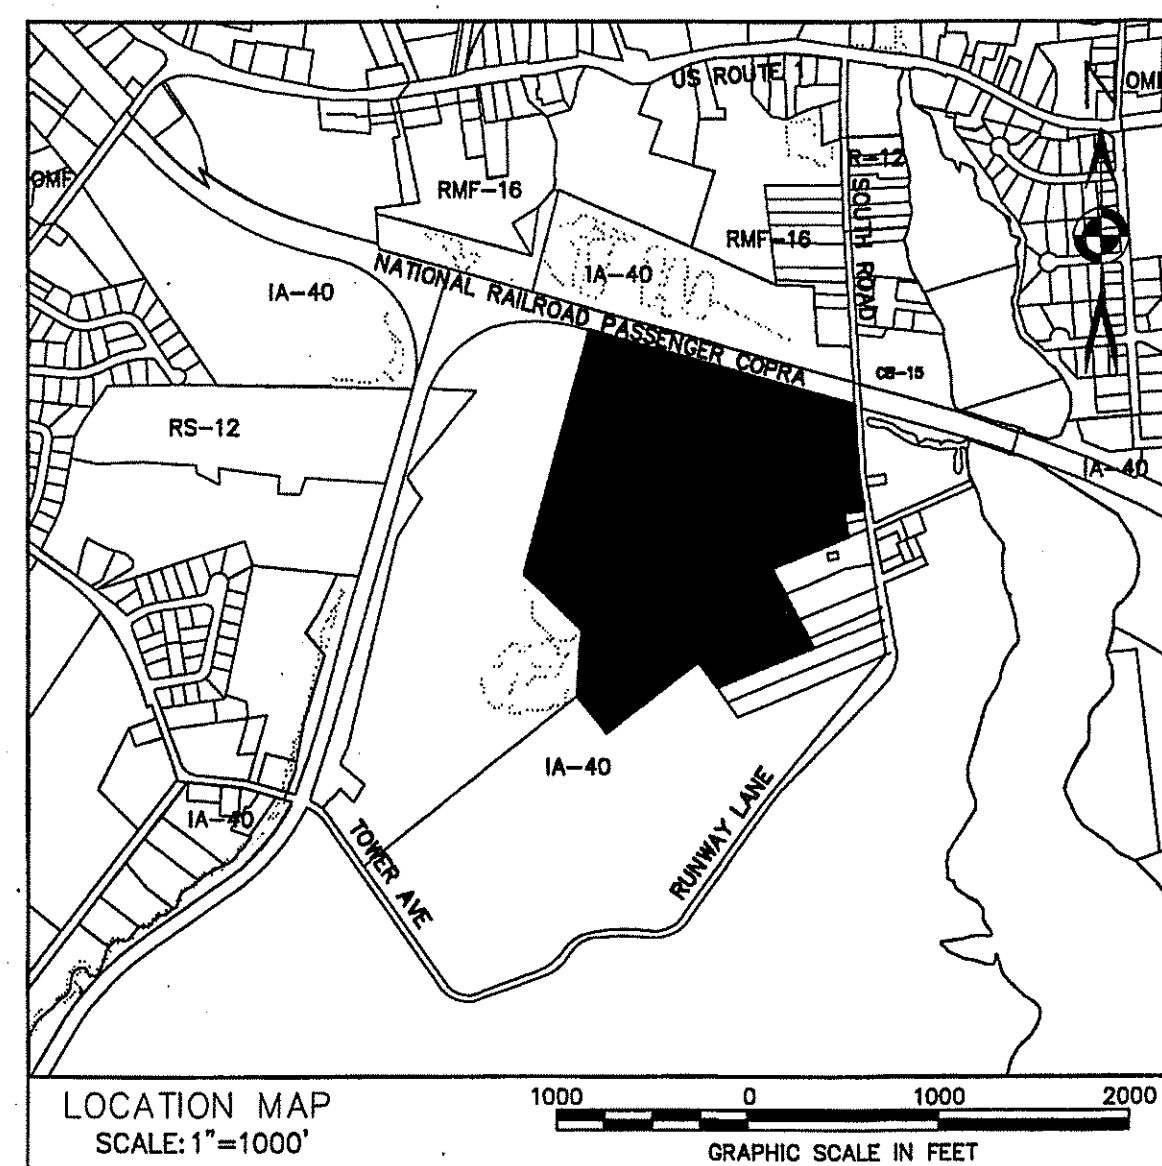 US ROUTE 1
OMF
OMF
R-12
RMF-16
SOUTH ROAD
RMF-16
IA-40
IA-40
NATIONAL RAILROAD PASSENGER COPRA
CB-15
RS-12
IA-40
IA-40
IA-40
TOWER AVE
RUNWAY LANE
LOCATION MAP
SCALE: 1"=1000'
1000 0 1000 2000
GRAPHIC SCALE IN FEET